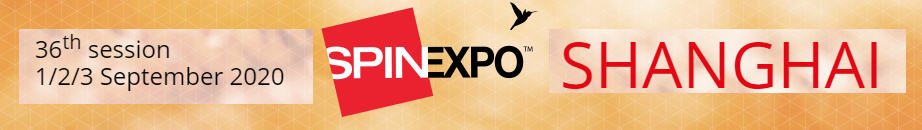 36th session
1/2/3 September 2020
SPINEXPO™
SHANGHAI